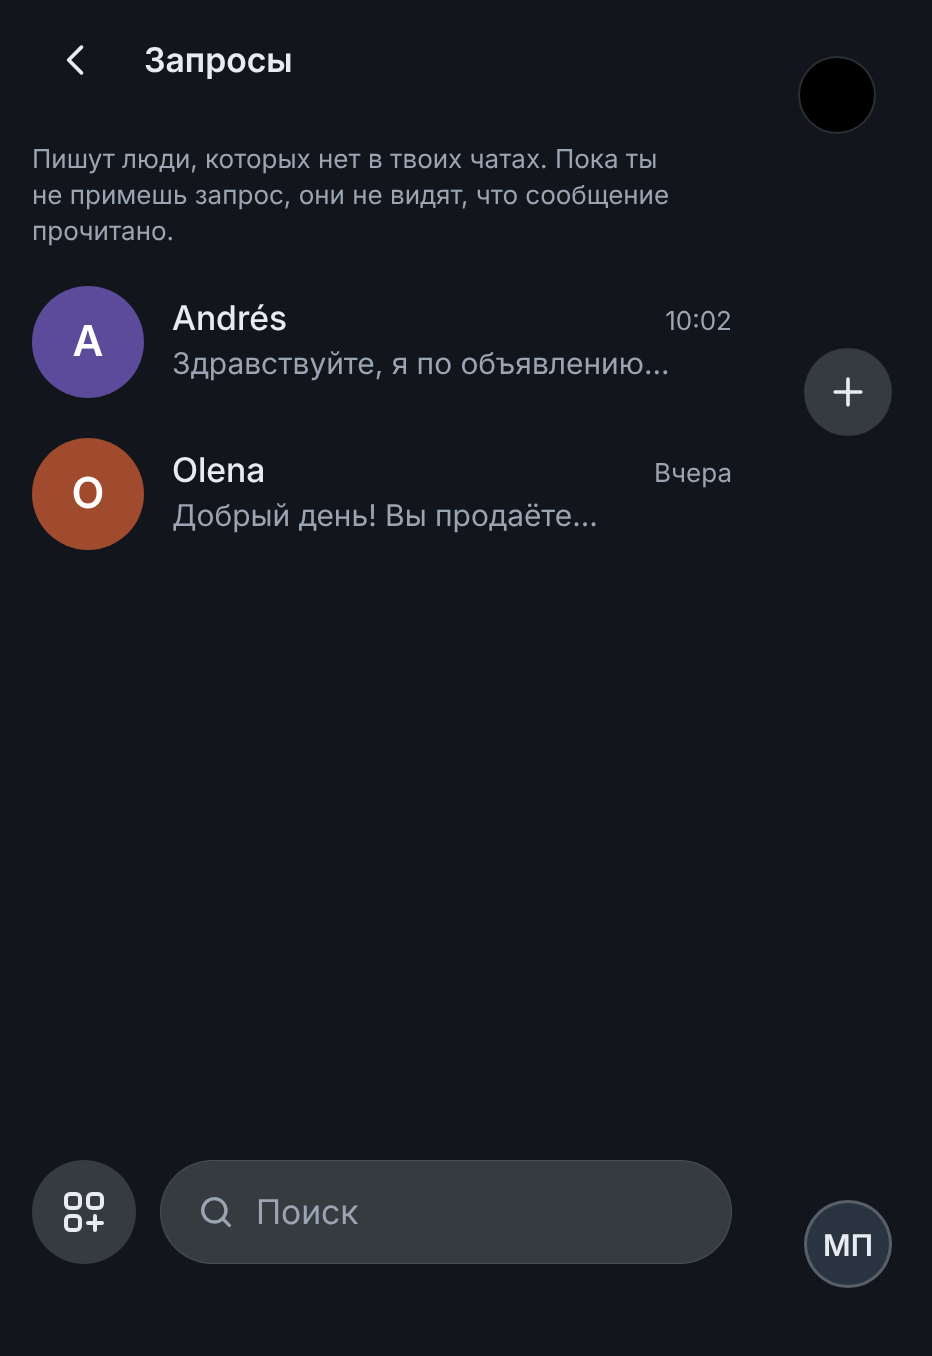 Запросы
Пишут люди, которых нет в твоих чатах. Пока ты
не примешь запрос, они не видят, что сообщение
прочитано.
A
Andrés
10:02
Здравствуйте, я по объявлению...
O
Olena
Вчера
Добрый день! Вы продаёте...
Поиск
МП